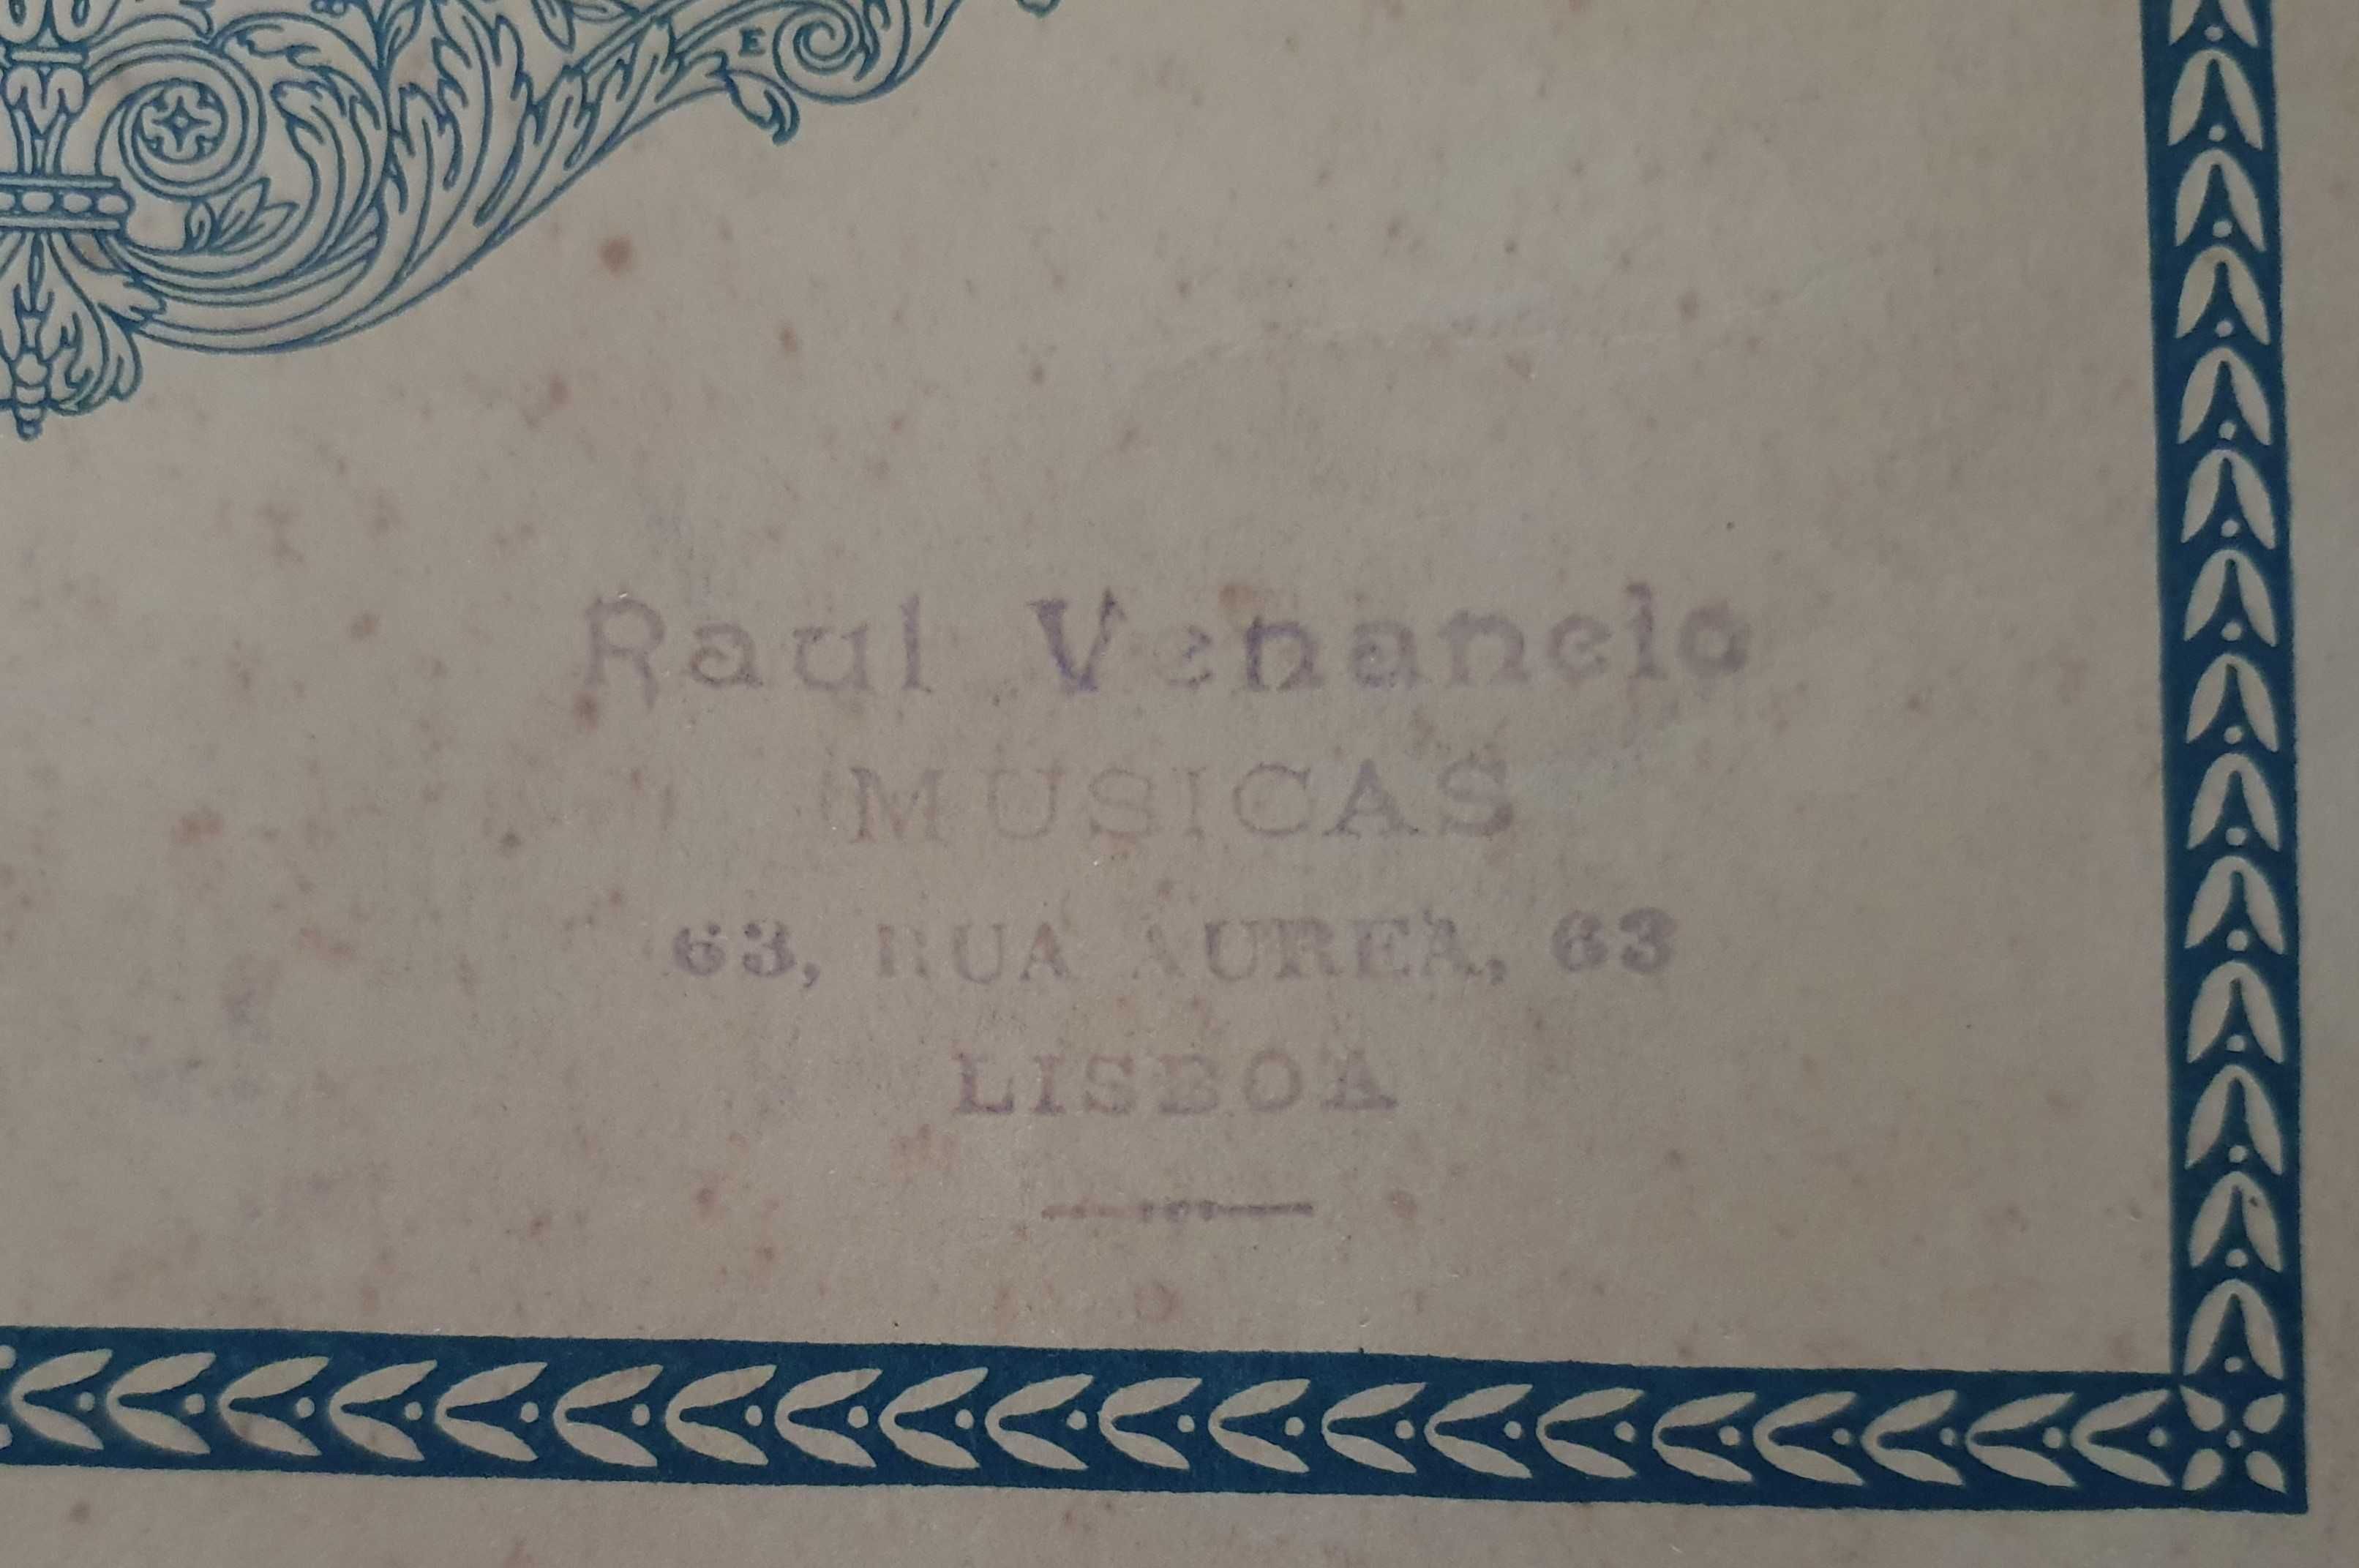 E
Raul Venancio
MUSICAS
63, RUA AUREA, 63
LISBOA